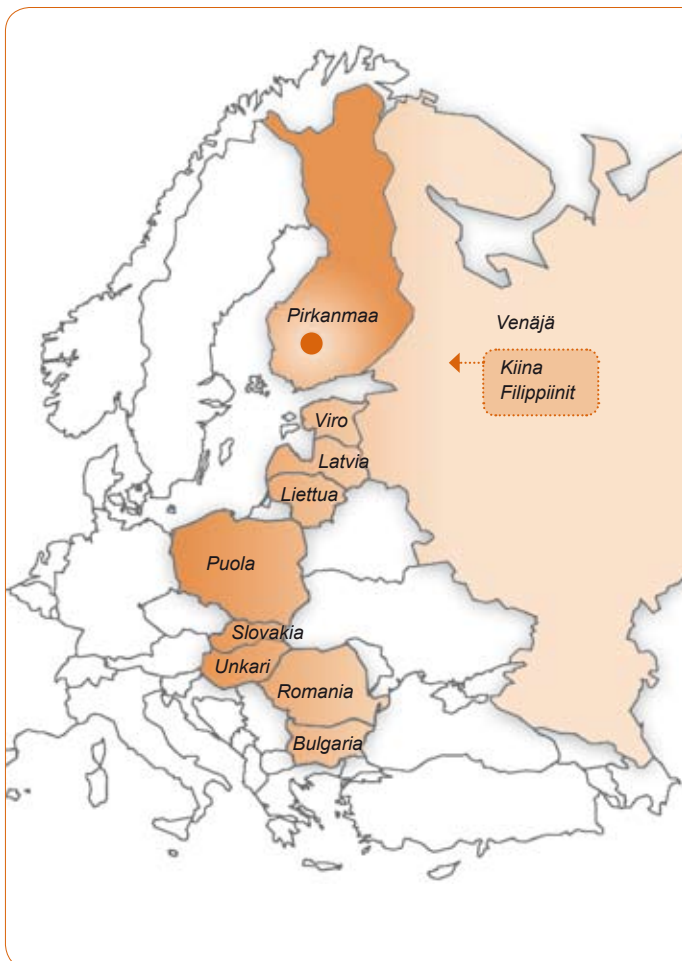 Pirkanmaa
Venäjä
Kiina
Filippiinit
Viro
Latvia
Liettua
Puola
Slovakia
Unkari
Romania
Bulgaria